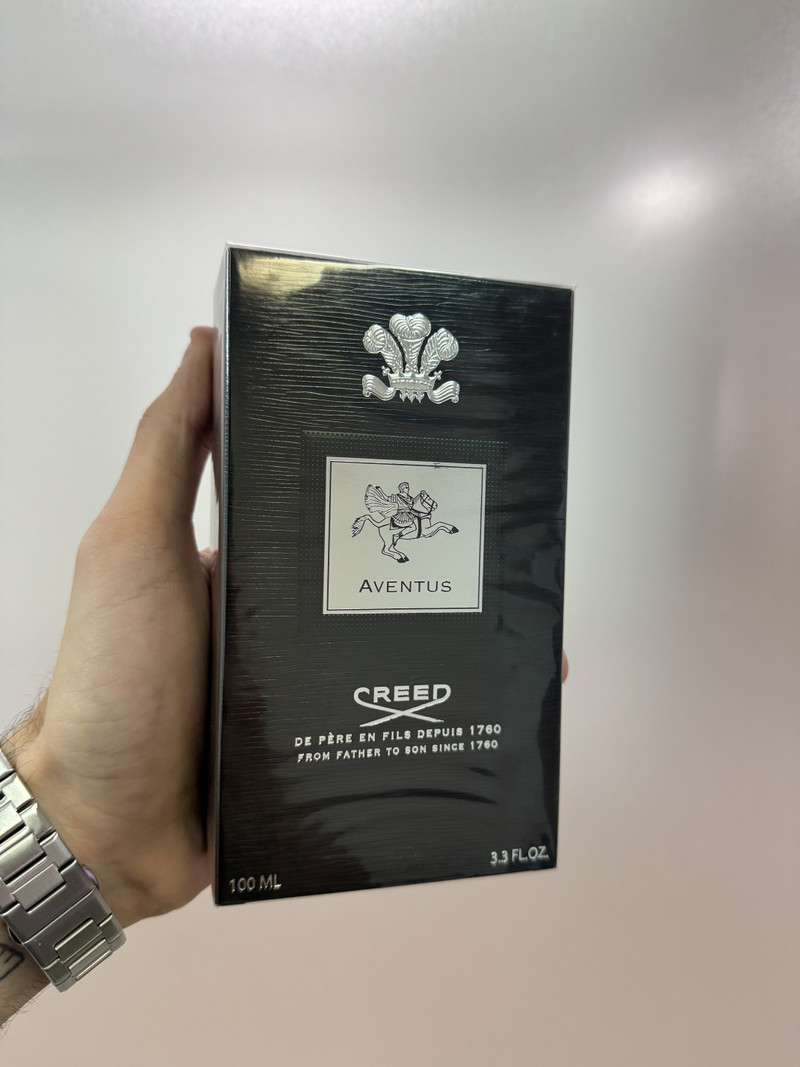 AVENTUS
CREED
DE PÈRE EN FILS DEPUIS 1760
FROM FATHER TO SON SINCE 1760
100 ML
3.3 FL.OZ.